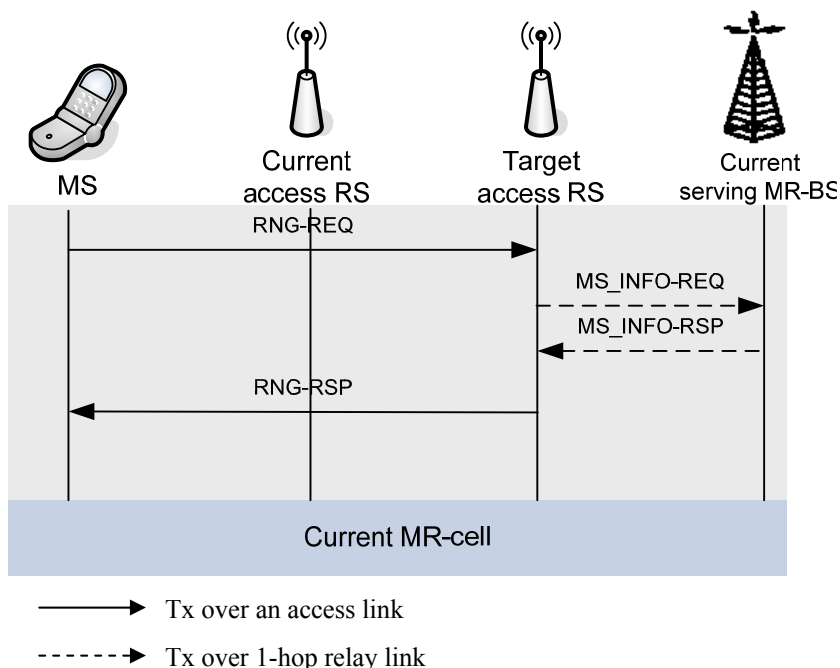 MS
Current
access RS
Target
access RS
Current
serving MR-BS
RNG-REQ
MS_INFO-REQ
MS_INFO-RSP
RNG-RSP
Current MR-cell
Tx over an access link
Tx over 1-hop relay link